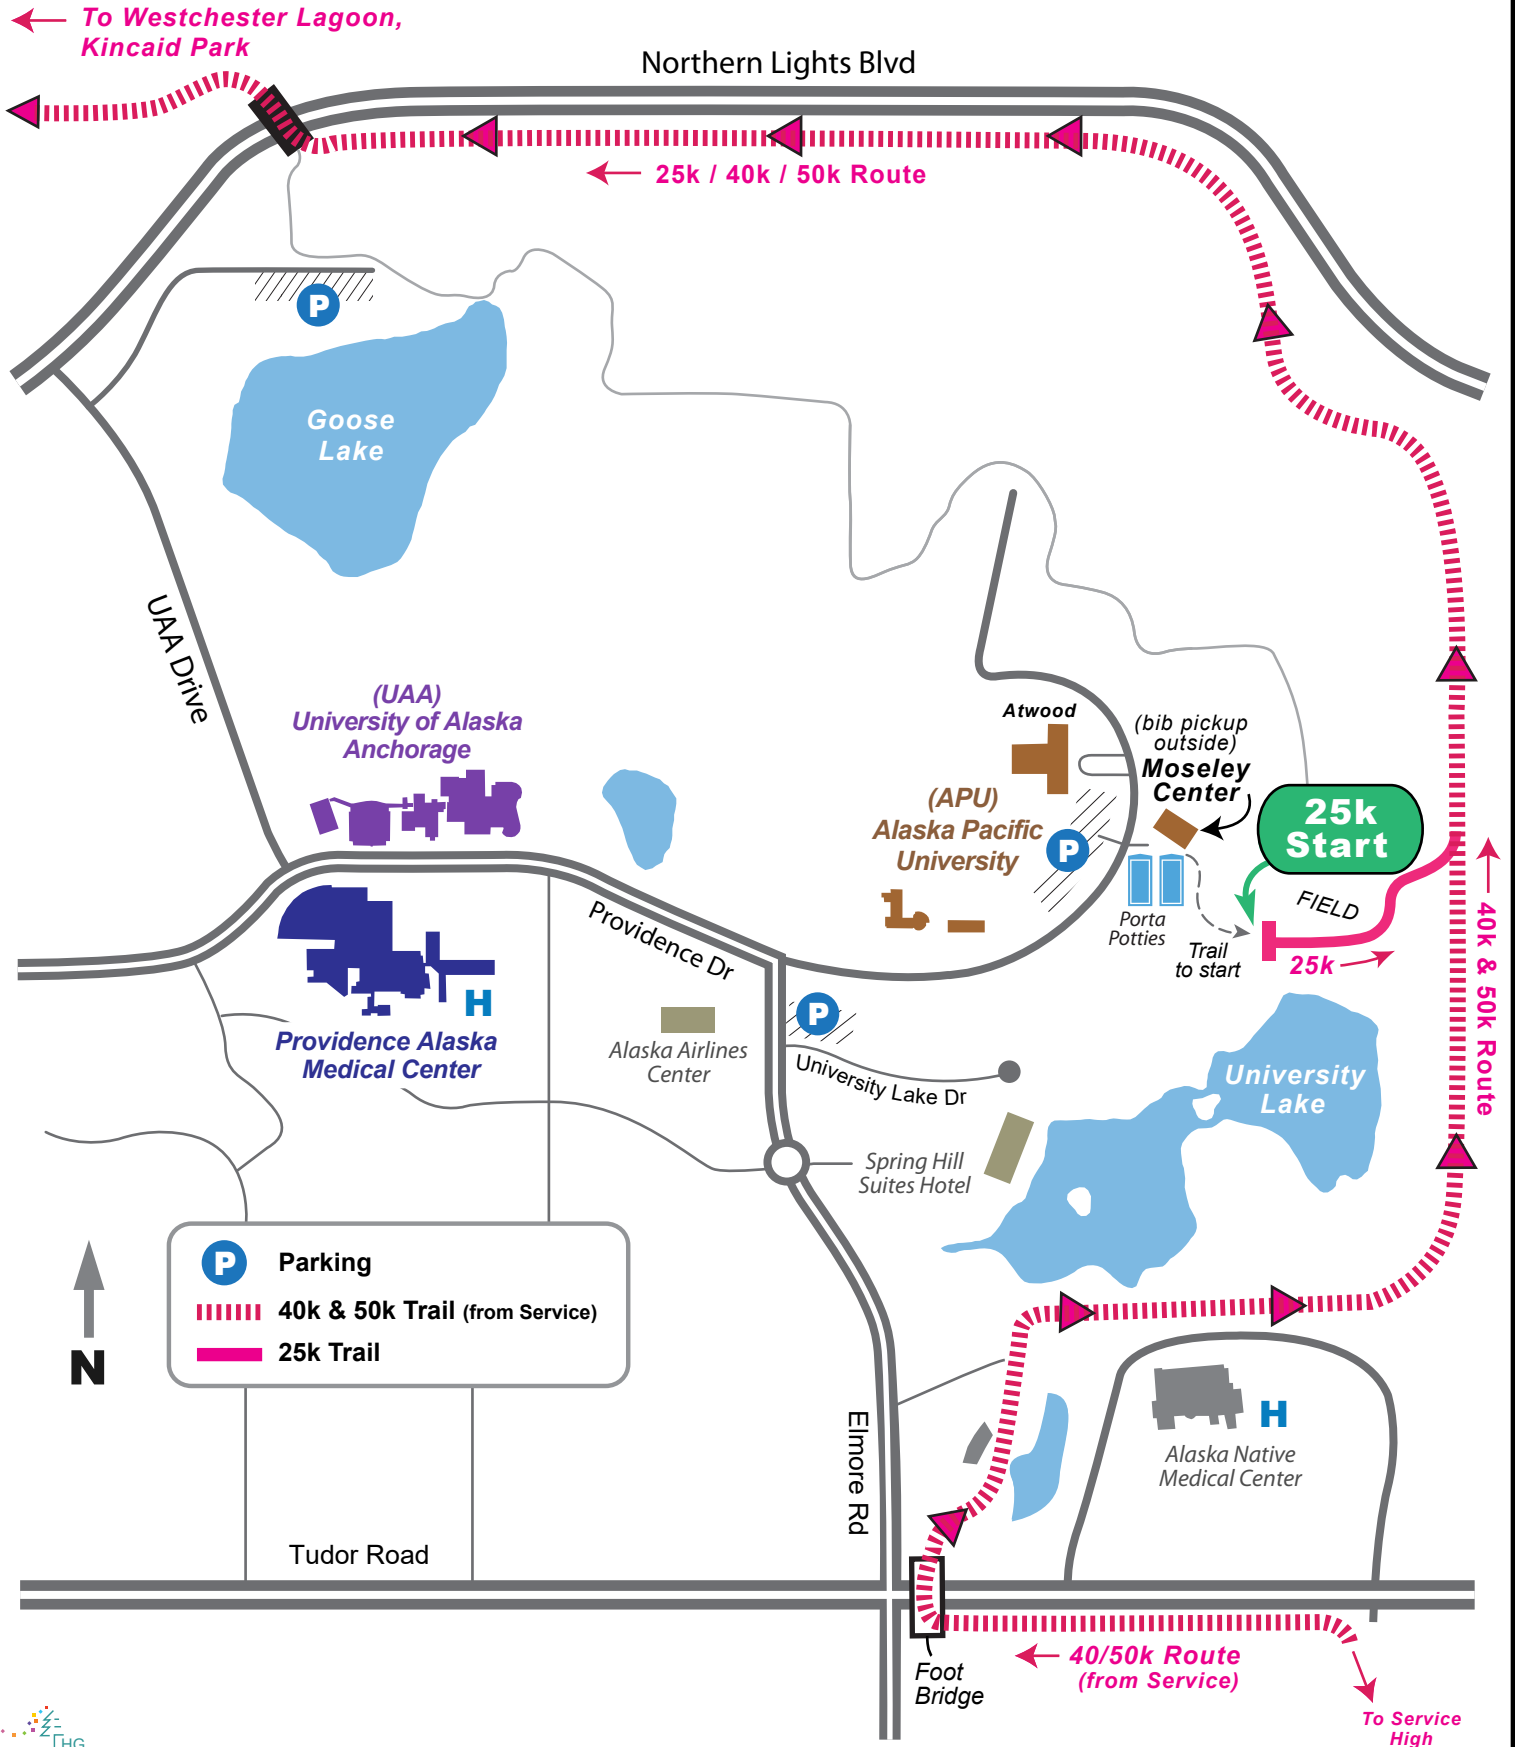 To Westchester Lagoon,
Kincaid Park
Northern Lights Blvd
25k / 40k / 50k Route
P
Goose
Lake
UAA Drive
(UAA)
University of Alaska
Anchorage
Atwood
(bib pickup
outside)
Moseley
Center
(APU)
Alaska Pacific
University
P
25k
Start
FIELD
Porta
Potties
Trail
to start
25k
40k & 50k Route
Providence Dr
H
Providence Alaska
Medical Center
Alaska Airlines
Center
P
University Lake Dr
University
Lake
Spring Hill
Suites Hotel
P Parking
40k & 50k Trail (from Service)
25k Trail
N
Elmore Rd
H
Alaska Native
Medical Center
Tudor Road
Foot
Bridge
40/50k Route
(from Service)
To Service
High
HG